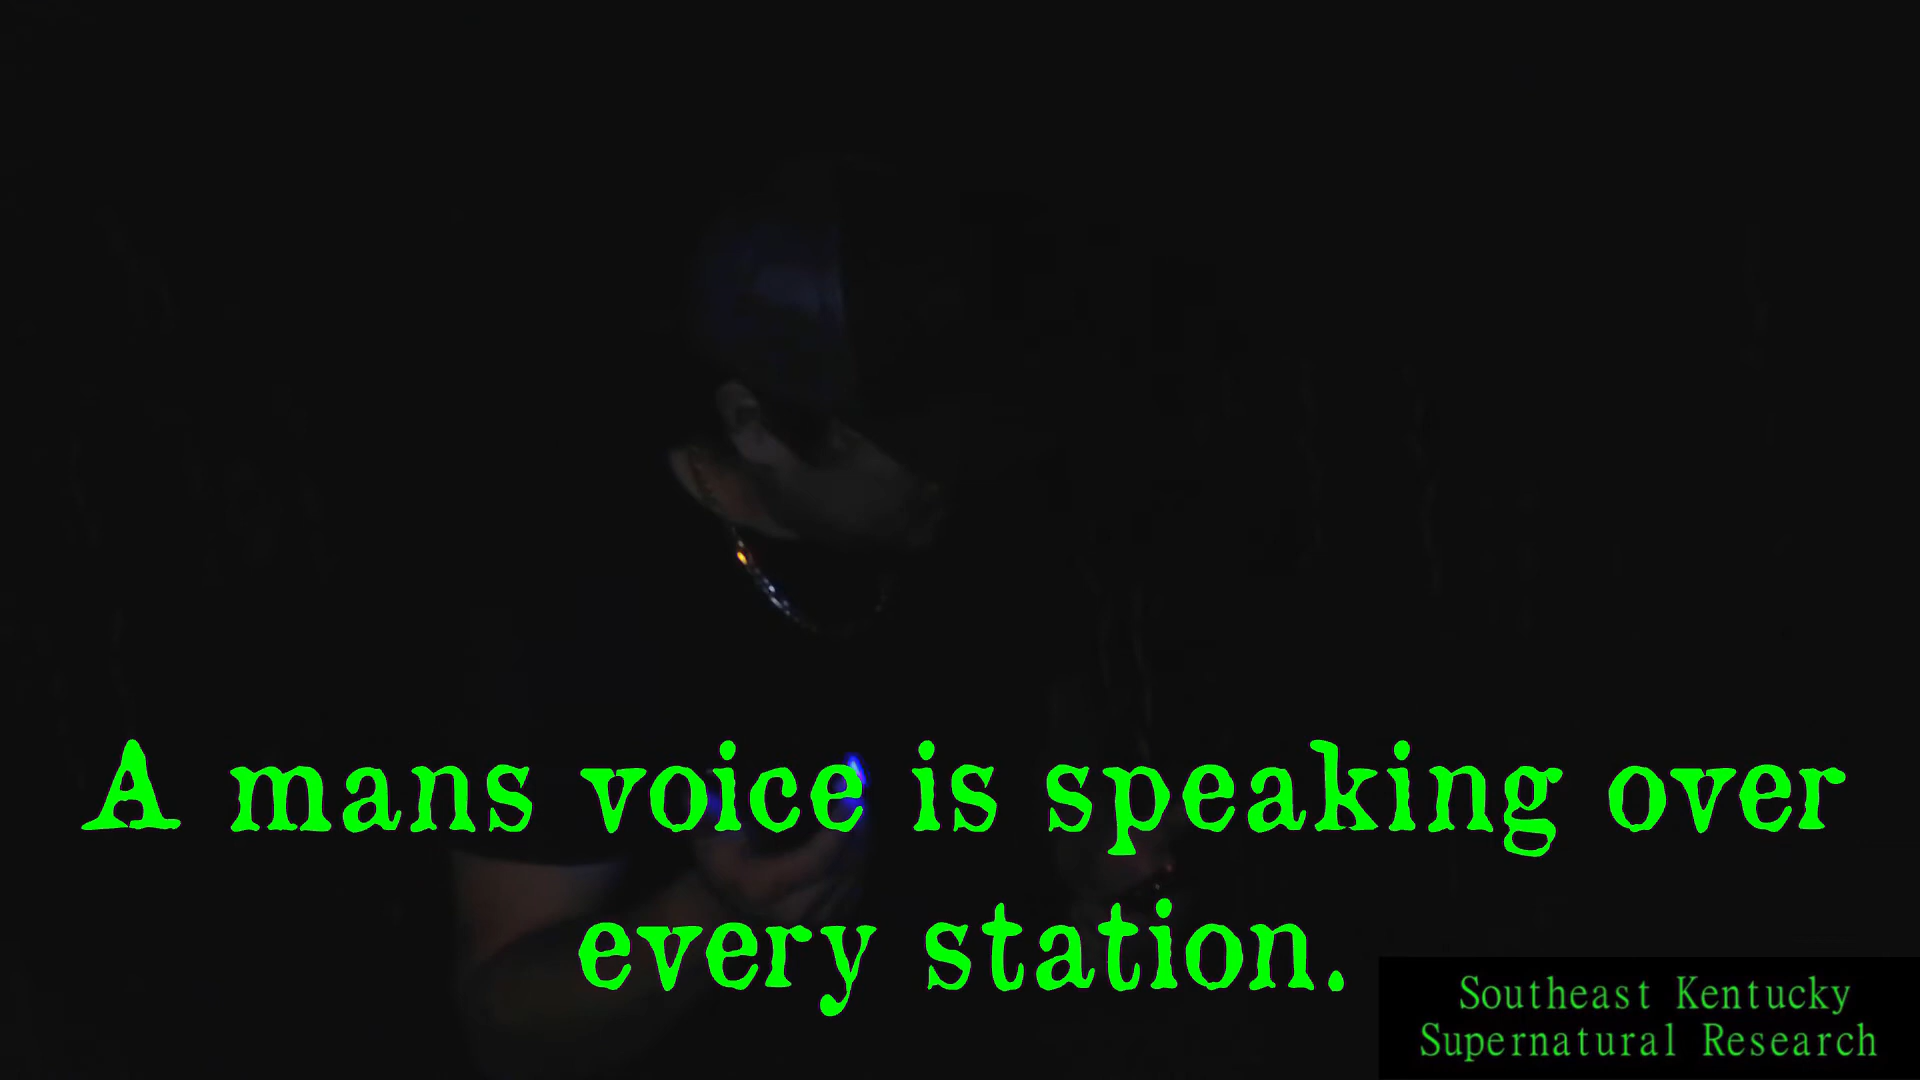 A mans voice is speaking over
every station.
Southeast Kentucky
Supernatural Research